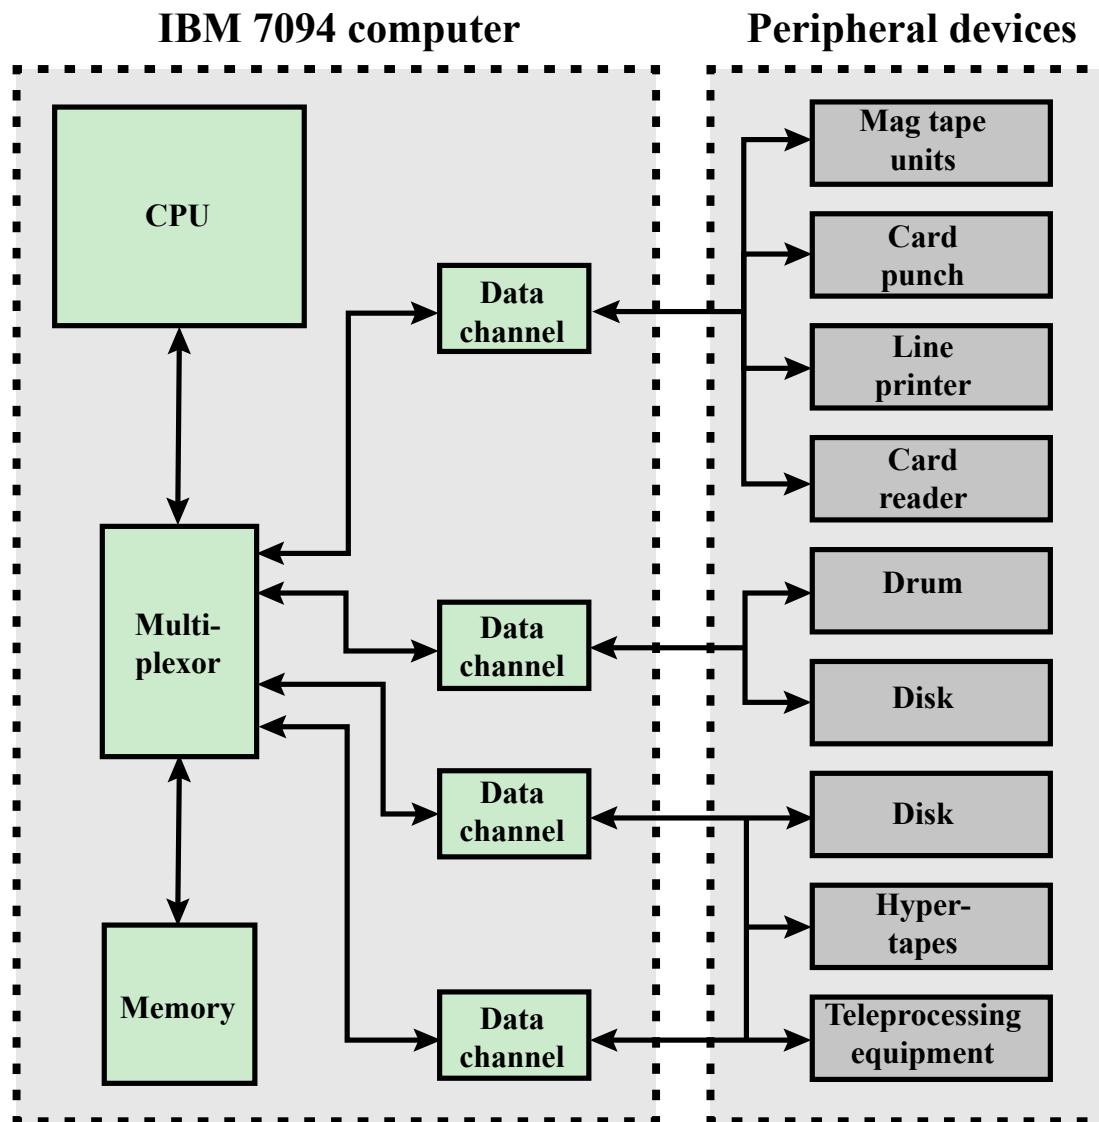 IBM 7094 computer
Peripheral devices
CPU
Multi-
plexor
Memory
Data
channel
Data
channel
Data
channel
Data
channel
Mag tape
units
Card
punch
Line
printer
Card
reader
Drum
Disk
Disk
Hyper-
tapes
Teleprocessing
equipment